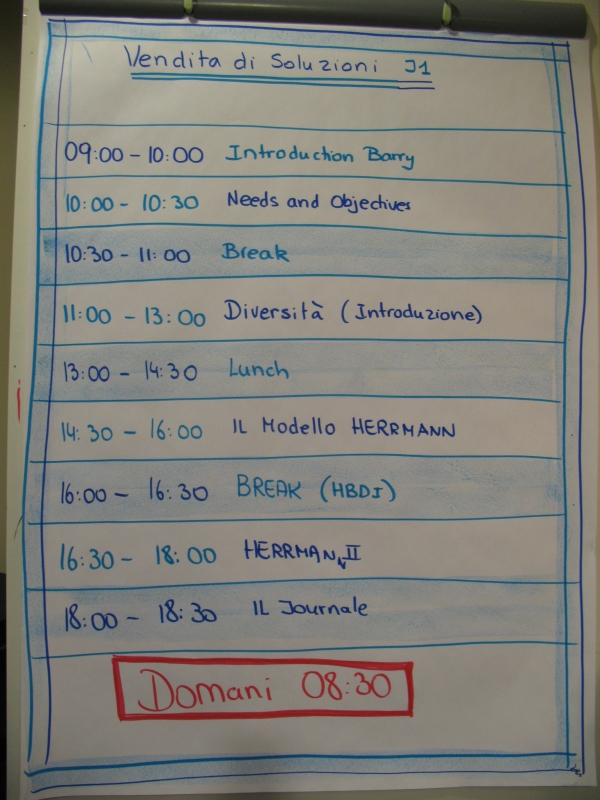 Vendita di Soluzioni J1
09:00 - 10:00 Introduction Barry
10:00 - 10:30 Needs and Objectives
10:30 - 11:00 Break
11:00 - 13:00 Diversità (Introduzione)
13:00 - 14:30 Lunch
14:30 - 16:00 IL Modello HERRMANN
16:00 - 16:30 BREAK (HBDI)
16:30 - 18:00 HERRMAN II
18:00 - 18:30 IL Journale
Domani 08:30